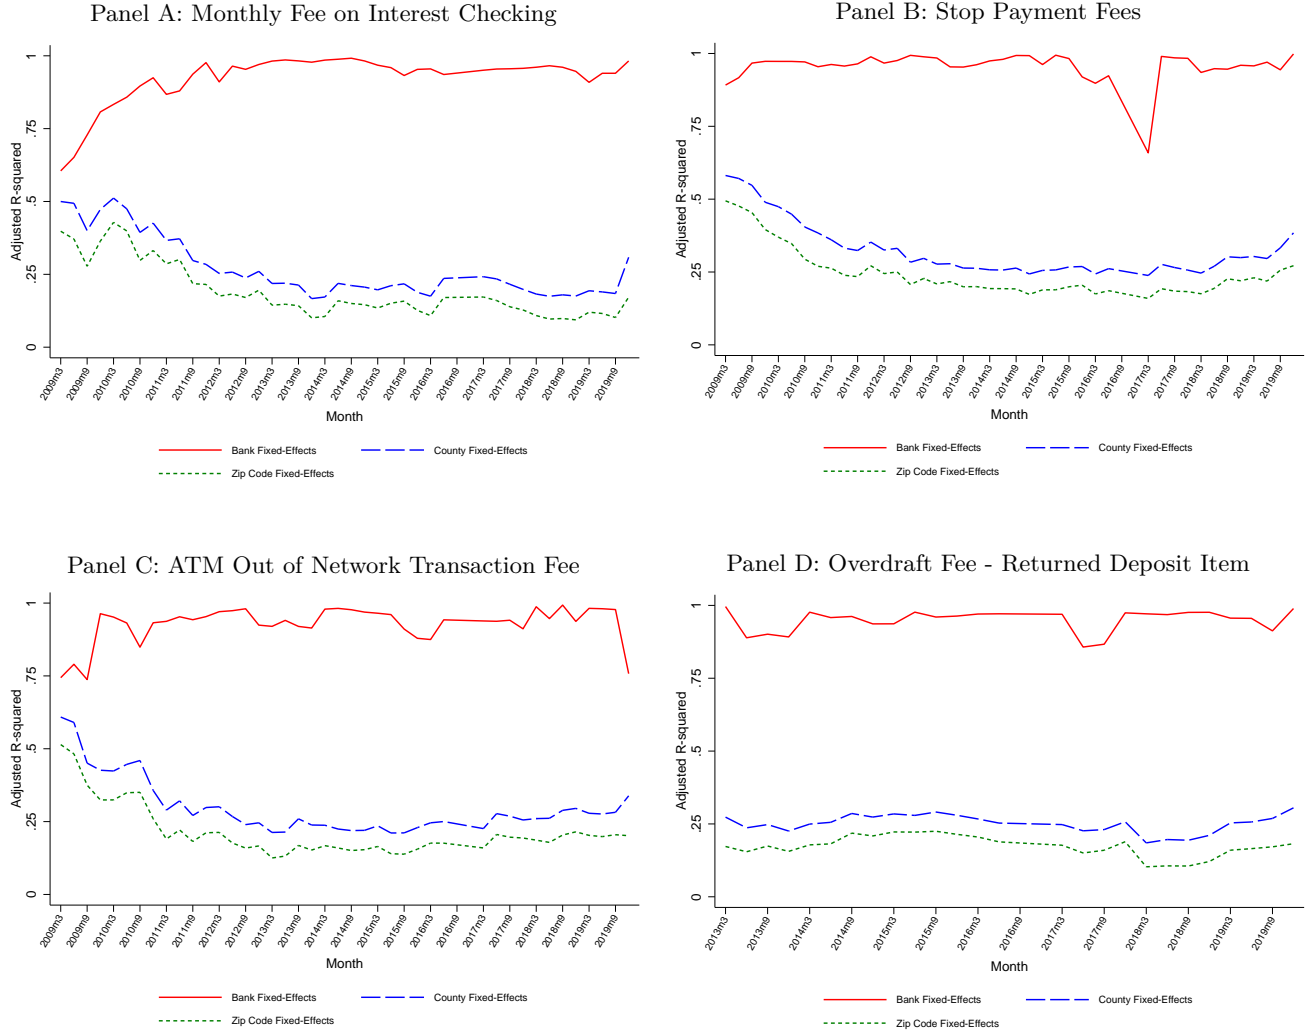 Panel A: Monthly Fee on Interest Checking
Adjusted R-squared
1
.75
.5
.25
0
2009m3
2009m9
2010m3
2010m9
2011m3
2011m9
2012m3
2012m9
2013m3
2013m9
2014m3
2014m9
2015m3
2015m9
2016m3
2016m9
2017m3
2017m9
2018m3
2018m9
2019m3
2019m9
Month
Bank Fixed-Effects
County Fixed-Effects
Zip Code Fixed-Effects
Panel B: Stop Payment Fees
Adjusted R-squared
1
.75
.5
.25
0
2009m3
2009m9
2010m3
2010m9
2011m3
2011m9
2012m3
2012m9
2013m3
2013m9
2014m3
2014m9
2015m3
2015m9
2016m3
2016m9
2017m3
2017m9
2018m3
2018m9
2019m3
2019m9
Month
Bank Fixed-Effects
County Fixed-Effects
Zip Code Fixed-Effects
Panel C: ATM Out of Network Transaction Fee
Adjusted R-squared
1
.75
.5
.25
0
2009m3
2009m9
2010m3
2010m9
2011m3
2011m9
2012m3
2012m9
2013m3
2013m9
2014m3
2014m9
2015m3
2015m9
2016m3
2016m9
2017m3
2017m9
2018m3
2018m9
2019m3
2019m9
Month
Bank Fixed-Effects
County Fixed-Effects
Zip Code Fixed-Effects
Panel D: Overdraft Fee - Returned Deposit Item
Adjusted R-squared
1
.75
.5
.25
0
2013m3
2013m9
2014m3
2014m9
2015m3
2015m9
2016m3
2016m9
2017m3
2017m9
2018m3
2018m9
2019m3
2019m9
Month
Bank Fixed-Effects
County Fixed-Effects
Zip Code Fixed-Effects